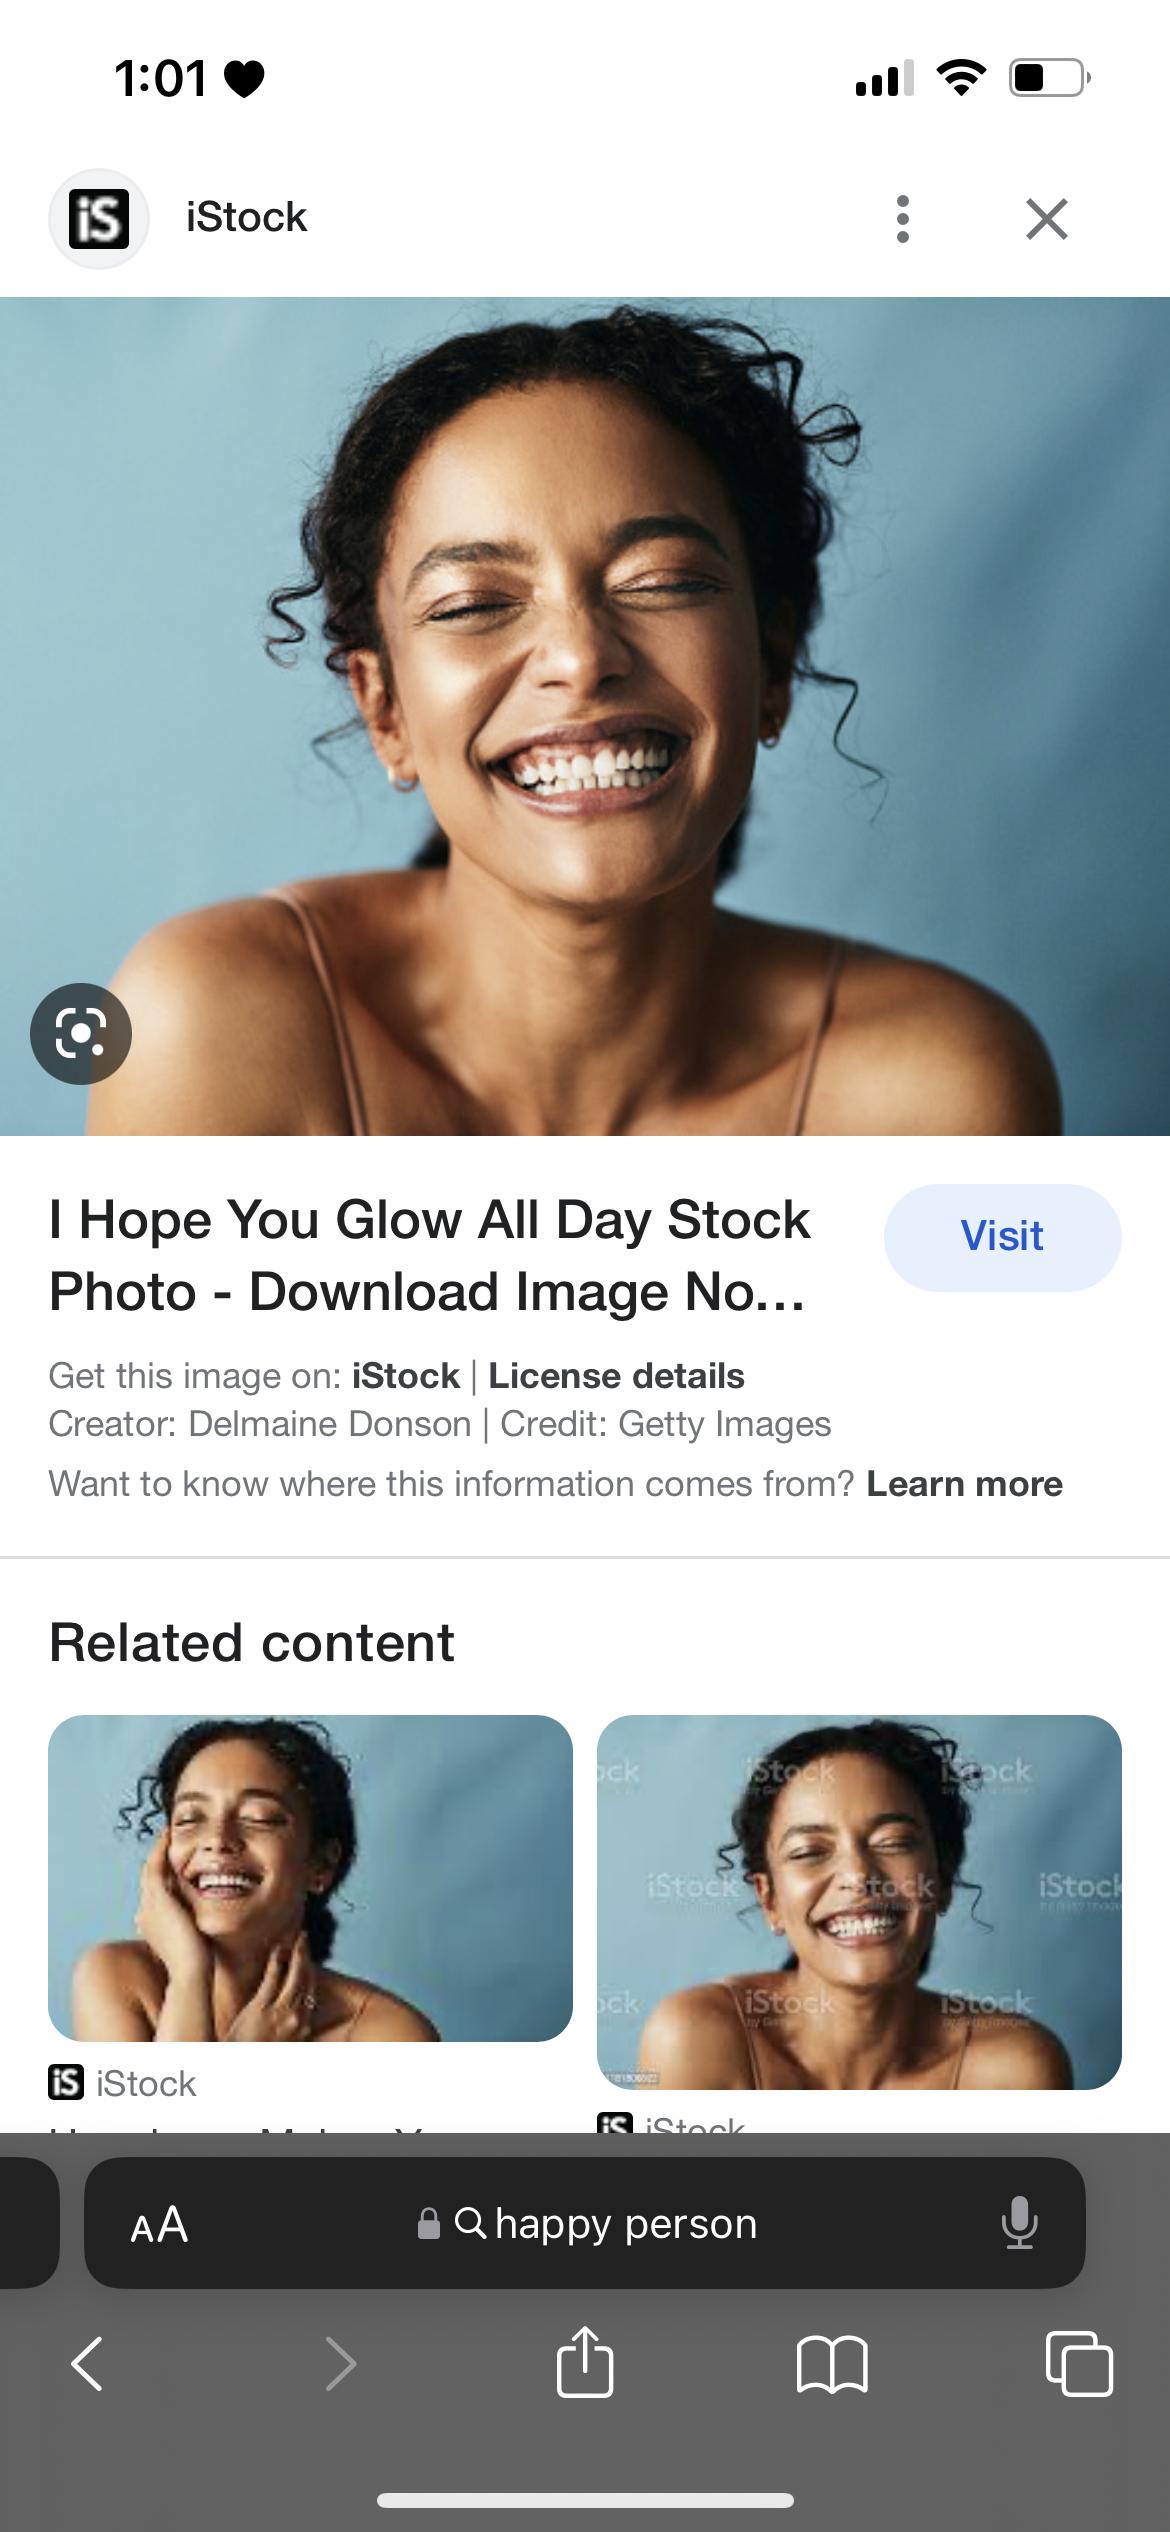 1:01
iS iStock
I Hope You Glow All Day Stock
Photo - Download Image No...
Visit
Get this image on: iStock | License details
Creator: Delmaine Donson | Credit: Getty Images
Want to know where this information comes from? Learn more
Related content
iStock iStock
iStock iStock iStock
iStock iStock
iS iStock
iS iStock
AA happy person